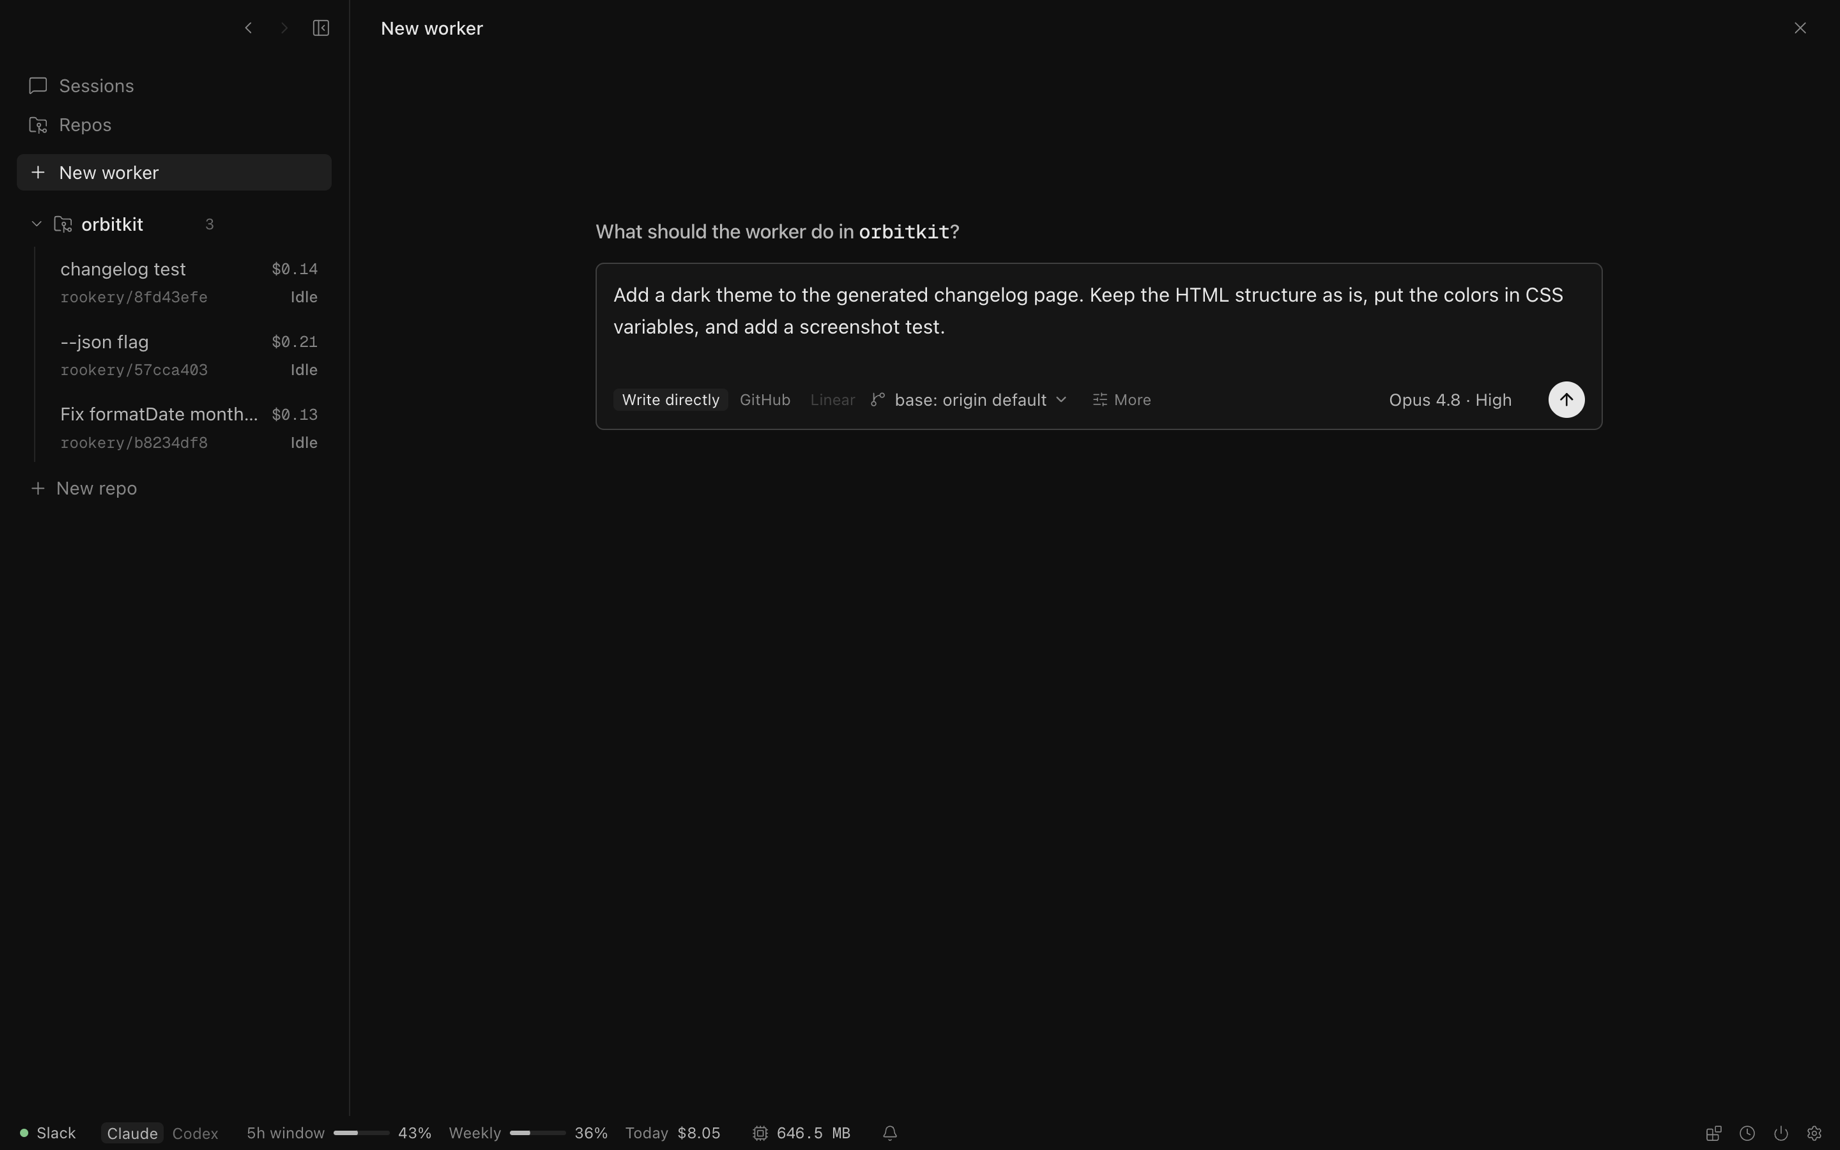 New worker
Sessions
Repos
New worker
orbitkit 3
changelog test $0.14
rookery/8fd43efe Idle
--json flag $0.21
rookery/57cca403 Idle
Fix formatDate month... $0.13
rookery/b8234df8 Idle
New repo
What should the worker do in orbitkit?
Add a dark theme to the generated changelog page. Keep the HTML structure as is, put the colors in CSS
variables, and add a screenshot test.
Write directly GitHub Linear base: origin default More Opus 4.8 · High
Slack Claude Codex 5h window 43% Weekly 36% Today $8.05 646.5 MB